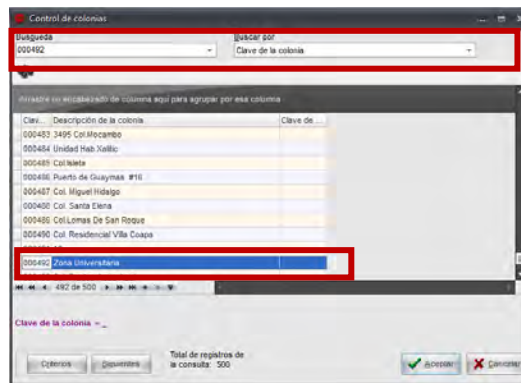 Control de colonias
Búsqueda
Buscar por
000492
Clave de la colonia
Arrastre un encabezado de columna aquí para agrupar por esa columna
Clav... Descripción de la colonia Clave de ...
000483 3495 Col.Mocambo
000484 Unidad Hab Xalitic
000485 Col.Isleta
000486 Puerto de Guaymas #16
000487 Col. Miguel Hidalgo
000488 Col. Santa Elena
000489 Col.Lomas De San Roque
000490 Col. Residencial Villa Coapa
000492 Zona Universitaria
492 de 500
Clave de la colonia = _
Criterios
Siguientes
Total de registros de
la consulta: 500
Aceptar
Cancelar